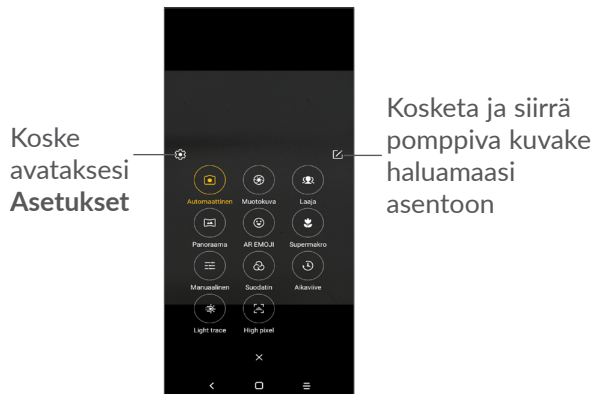 Koske
avataksesi
Asetukset
Kosketa ja siirrä
pomppiva kuvake
haluamaasi
asentoon
Automaattinen Muotokuva Laaja
Panoraama AR EMOJI Supermakro
Manuaalinen Suodatin Aikaviive
Light trace High pixel